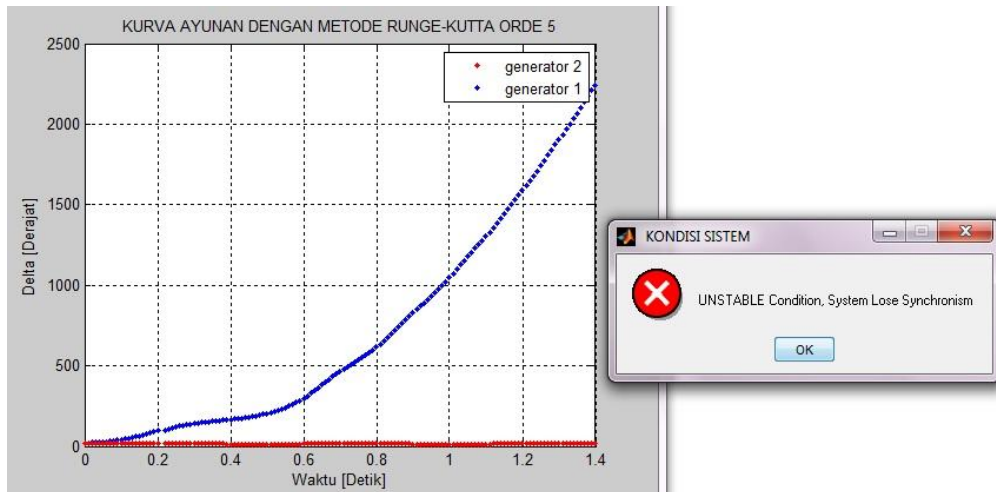 KURVA AYUNAN DENGAN METODE RUNGE-KUTTA ORDE 5
2500
2000
1500
1000
500
0
Delta [Derajat]
generator 2
generator 1
0
0.2
0.4
0.6
0.8
1
1.2
1.4
Waktu [Detik]
KONDISI SISTEM
UNSTABLE Condition, System Lose Synchronism
OK